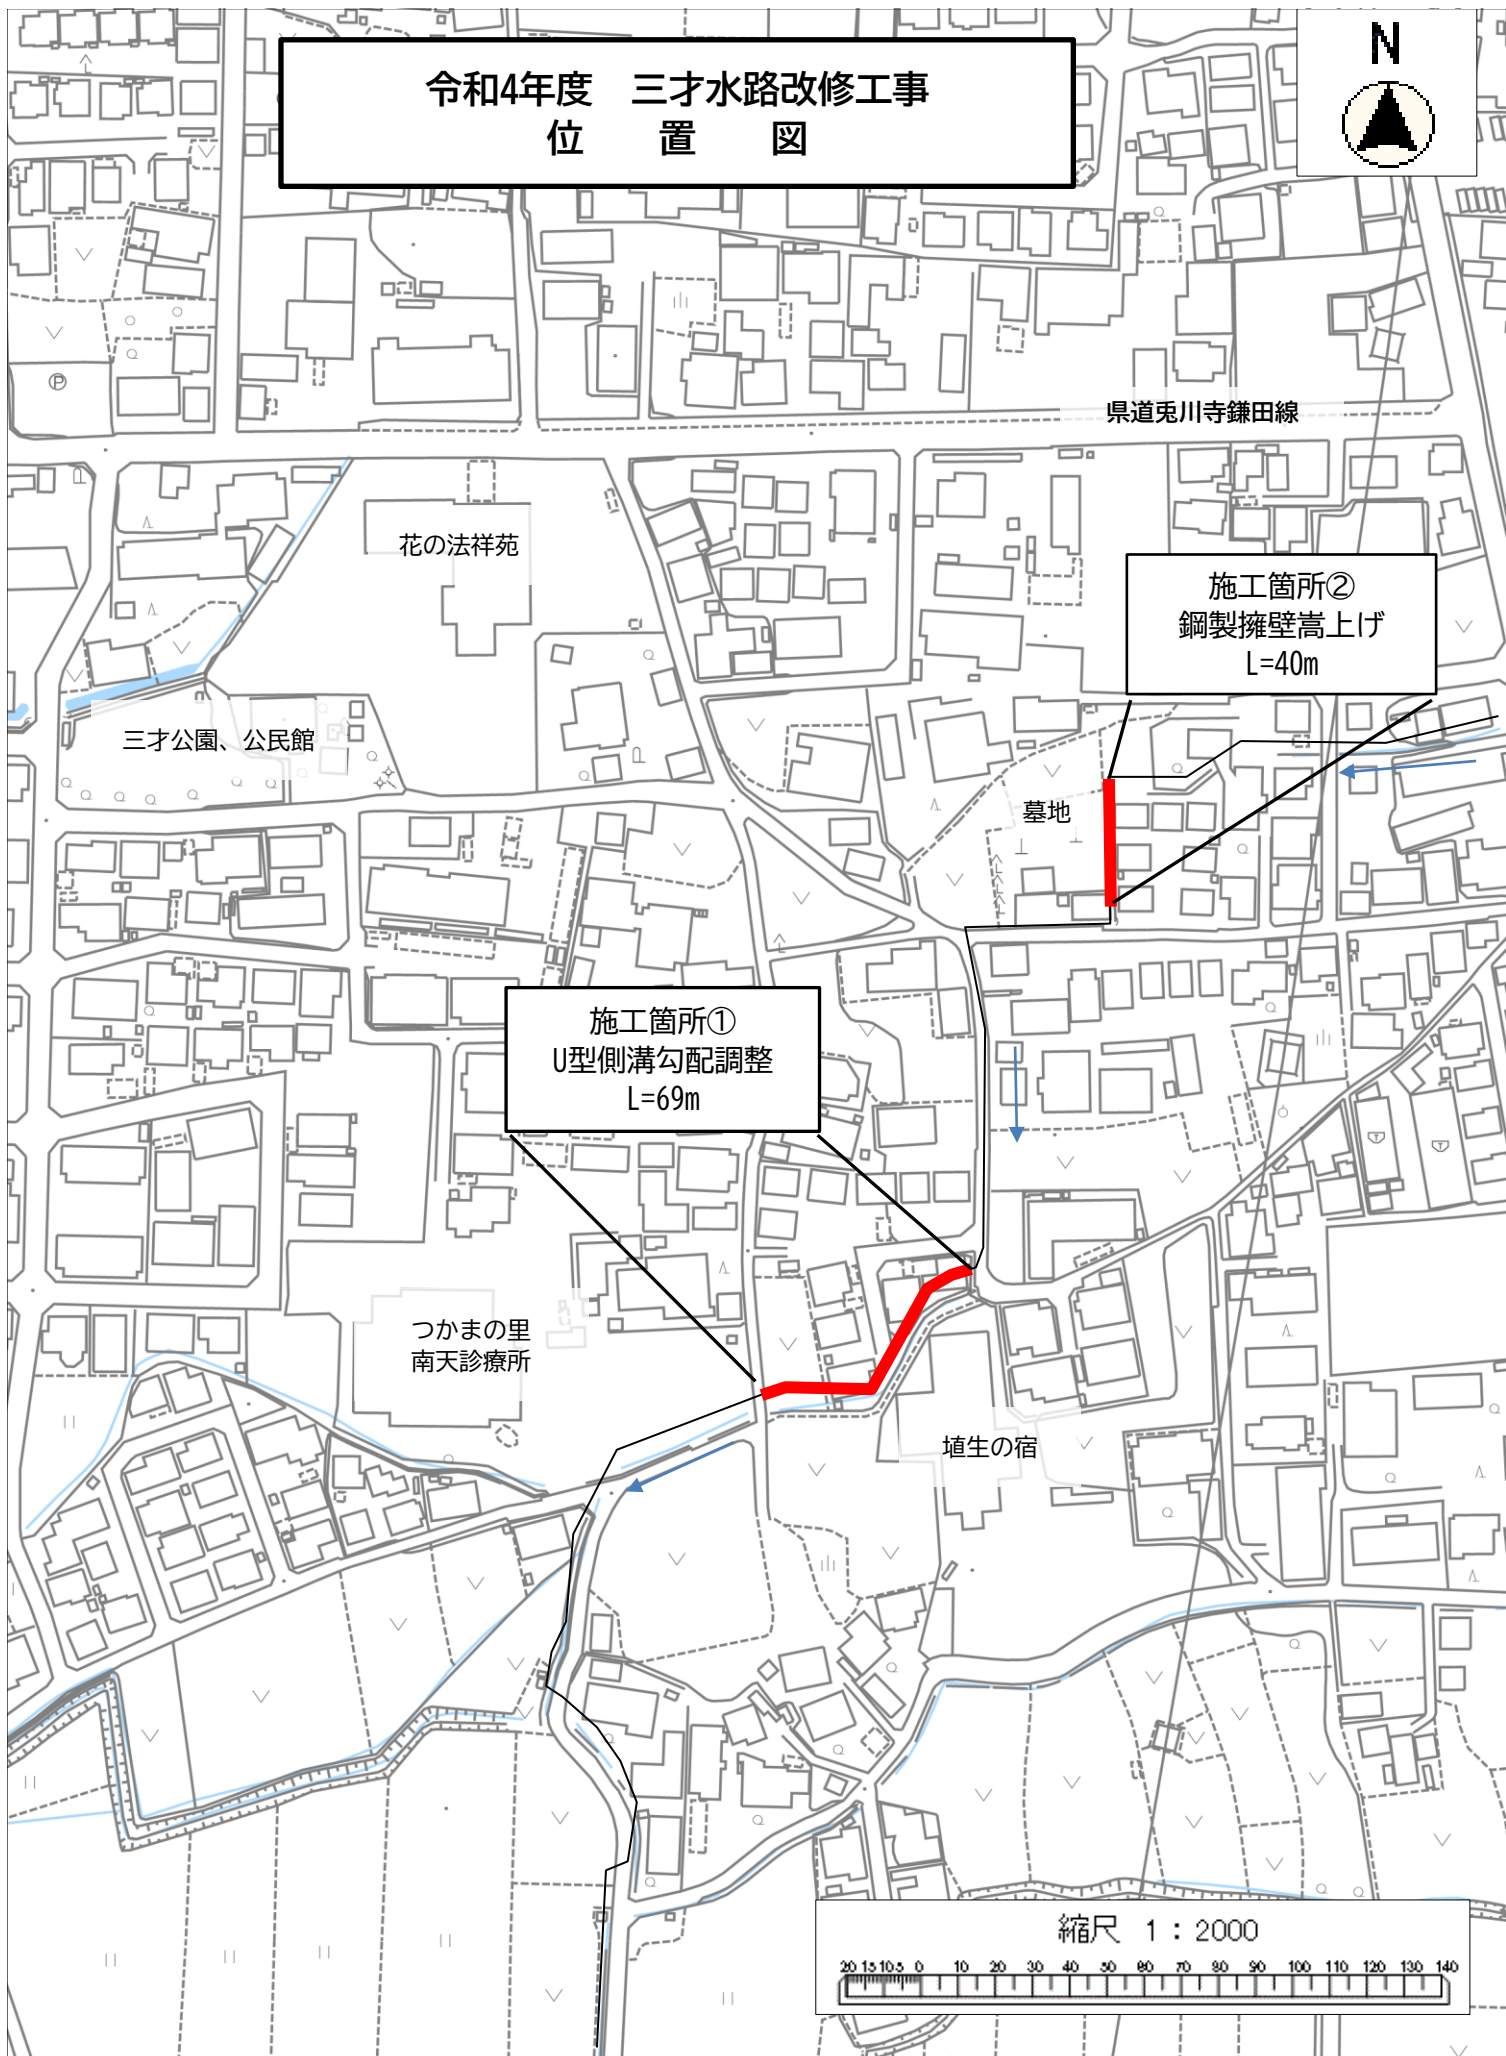 令和4年度　三才水路改修工事
位　置　図
N
県道兎川寺鎌田線
花の法祥苑
施工箇所②
鋼製擁壁嵩上げ
L=40m
三才公園、公民館
墓地
施工箇所①
U型側溝勾配調整
L=69m
つかまの里
南天診療所
埴生の宿
縮尺 1：2000
20 15 10 5 0 10 20 30 40 50 60 70 80 90 100 110 120 130 140